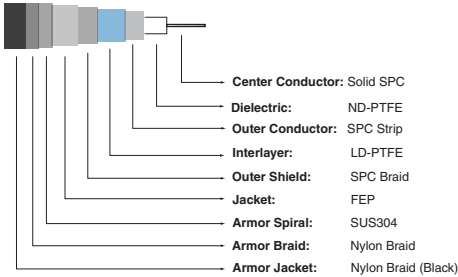 Center Conductor: Solid SPC
Dielectric: ND-PTFE
Outer Conductor: SPC Strip
Interlayer: LD-PTFE
Outer Shield: SPC Braid
Jacket: FEP
Armor Spiral: SUS304
Armor Braid: Nylon Braid
Armor Jacket: Nylon Braid (Black)